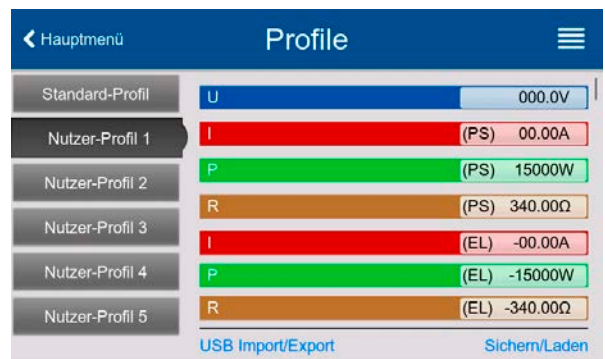 Hauptmenü
Profile
Standard-Profil
Nutzer-Profil 1
Nutzer-Profil 2
Nutzer-Profil 3
Nutzer-Profil 4
Nutzer-Profil 5
U 000.0V
I (PS) 00.00A
P (PS) 15000W
R (PS) 340.00Ω
I (EL) -00.00A
P (EL) -15000W
R (EL) -340.00Ω
USB Import/Export
Sichern/Laden